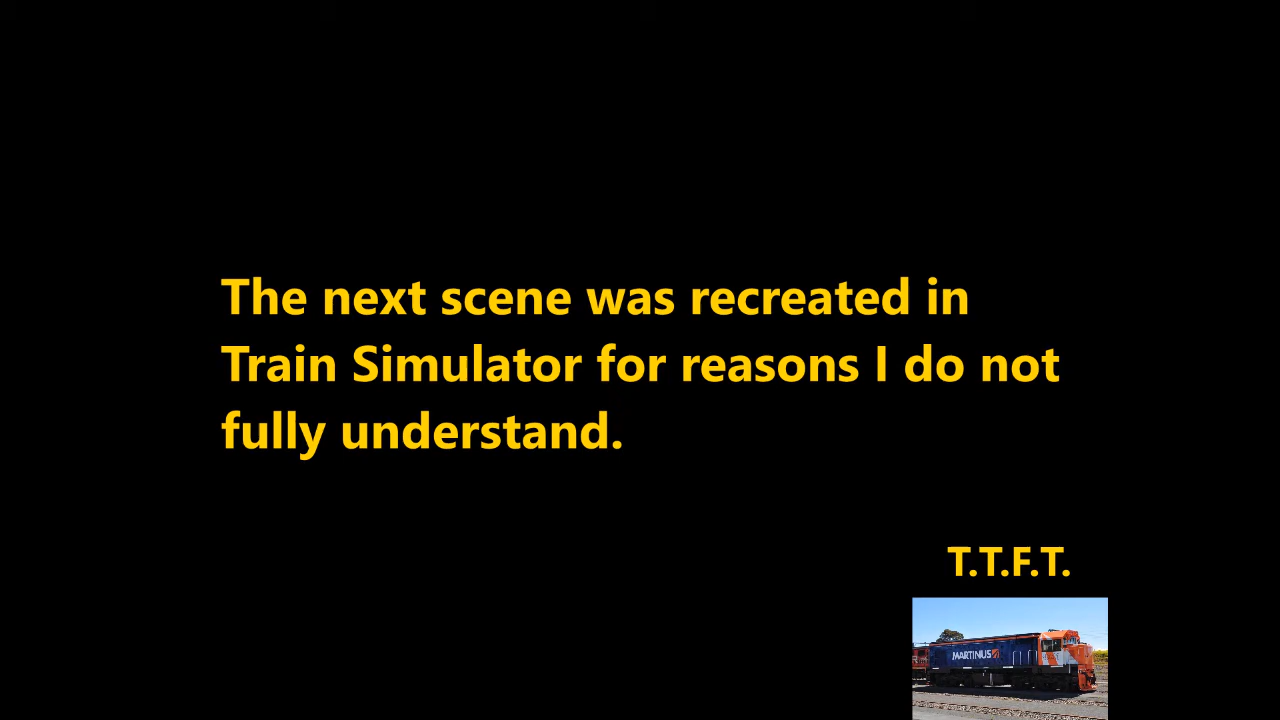 The next scene was recreated in
Train Simulator for reasons I do not
fully understand.
T.T.F.T.
MARTINUS